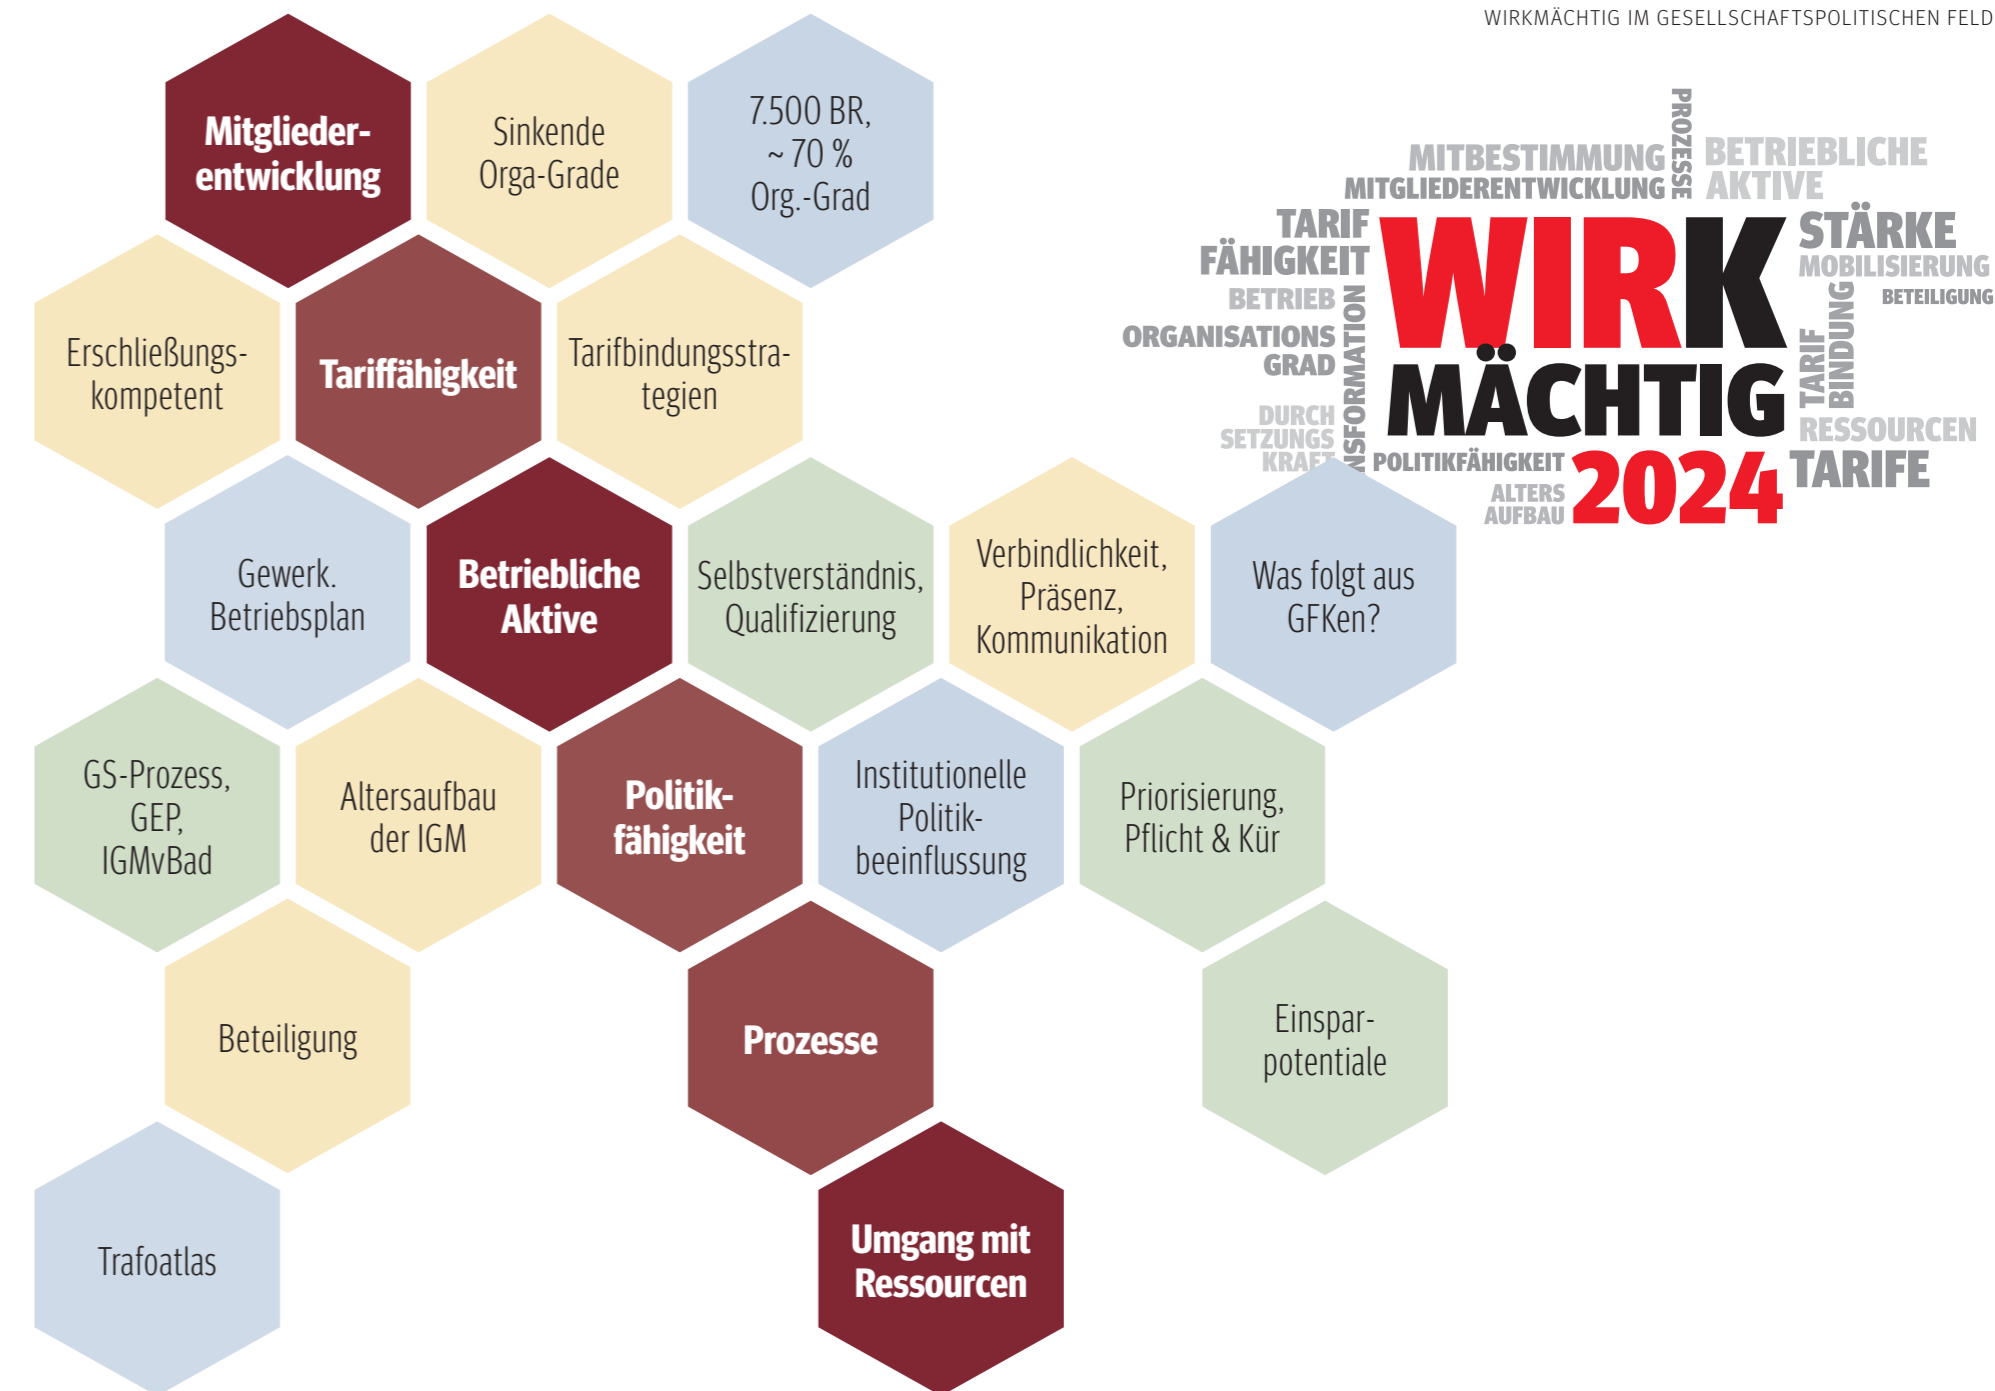 WIRKMÄCHTIG IM GESELLSCHAFTSPOLITISCHEN FELD
Mitglieder-
entwicklung
Sinkende
Orga-Grade
7.500 BR,
~ 70 %
Org.-Grad
Erschließungs-
kompetent
Tariffähigkeit
Tarifbindungsstra-
tegien
Gewerk.
Betriebsplan
Betriebliche
Aktive
Selbstverständnis,
Qualifizierung
Verbindlichkeit,
Präsenz,
Kommunikation
Was folgt aus
GFKen?
GS-Prozess,
GEP,
IGMvBad
Altersaufbau
der IGM
Politik-
fähigkeit
Institutionelle
Politik-
beeinflussung
Priorisierung,
Pflicht & Kür
Beteiligung
Prozesse
Einspar-
potentiale
Trafoatlas
Umgang mit
Ressourcen
PROZESSE
MITBESTIMMUNG
BETRIEBLICHE
AKTIVE
MITGLIEDERENTWICKLUNG
TARIF
FÄHIGKEIT
BETRIEB
ORGANISATIONS
GRAD
DURCH
SETZUNGS
KRAFT
NSFORMATION
WIRK
MÄCHTIG
2024
STÄRKE
MOBILISIERUNG
BETEILIGUNG
TARIF
BINDUNG
RESSOURCEN
TARIFE
POLITIKFÄHIGKEIT
ALTERS
AUFBAU